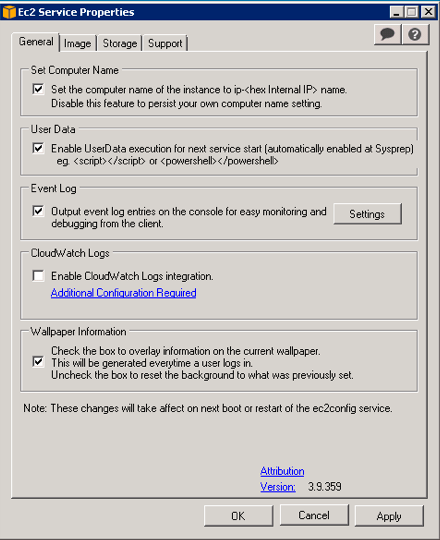 Ec2 Service Properties
General
Image
Storage
Support
Set Computer Name
Set the computer name of the instance to ip-<hex Internal IP> name.
Disable this feature to persist your own computer name setting.
User Data
Enable UserData execution for next service start (automatically enabled at Sysprep)
eg. <script></script> or <powershell></powershell>
Event Log
Output event log entries on the console for easy monitoring and
debugging from the client.
Settings
CloudWatch Logs
Enable CloudWatch Logs integration.
Additional Configuration Required
Wallpaper Information
Check the box to overlay information on the current wallpaper.
This will be generated everytime a user logs in.
Uncheck the box to reset the background to what was previously set.
Note: These changes will take affect on next boot or restart of the ec2config service.
Attribution
Version: 3.9.359
OK
Cancel
Apply